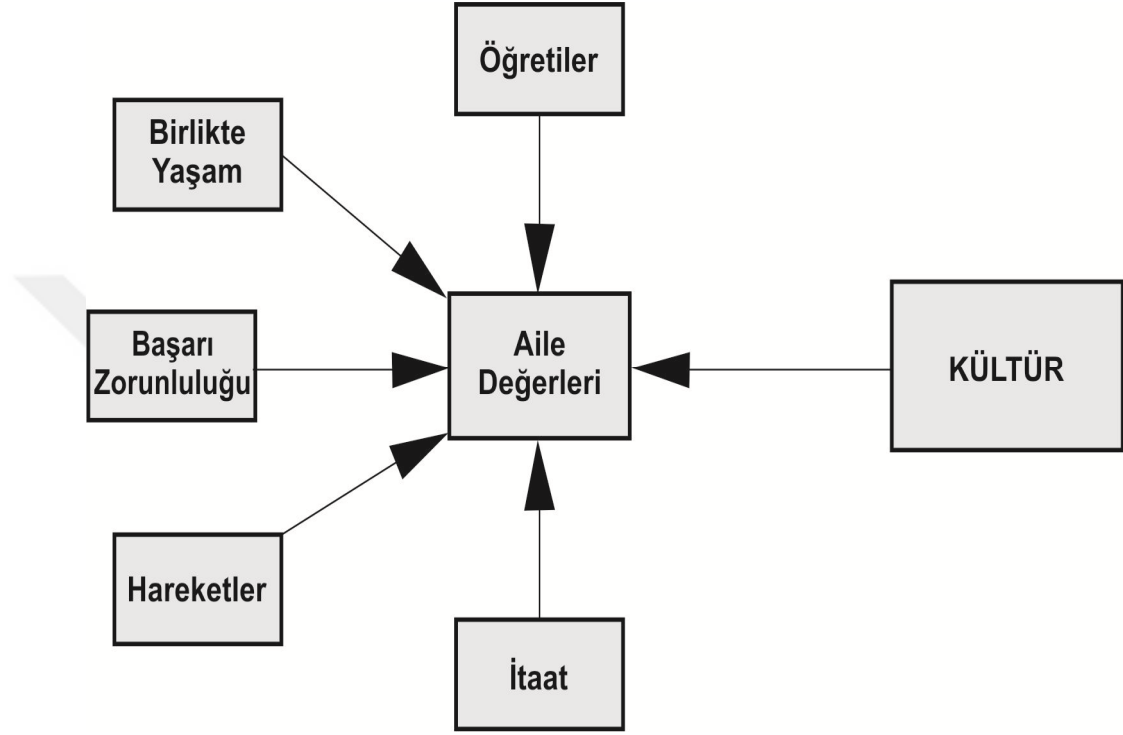 Öğretiler
Birlikte
Yaşam
Başarı
Zorunluluğu
Aile
Değerleri
KÜLTÜR
Hareketler
İtaat